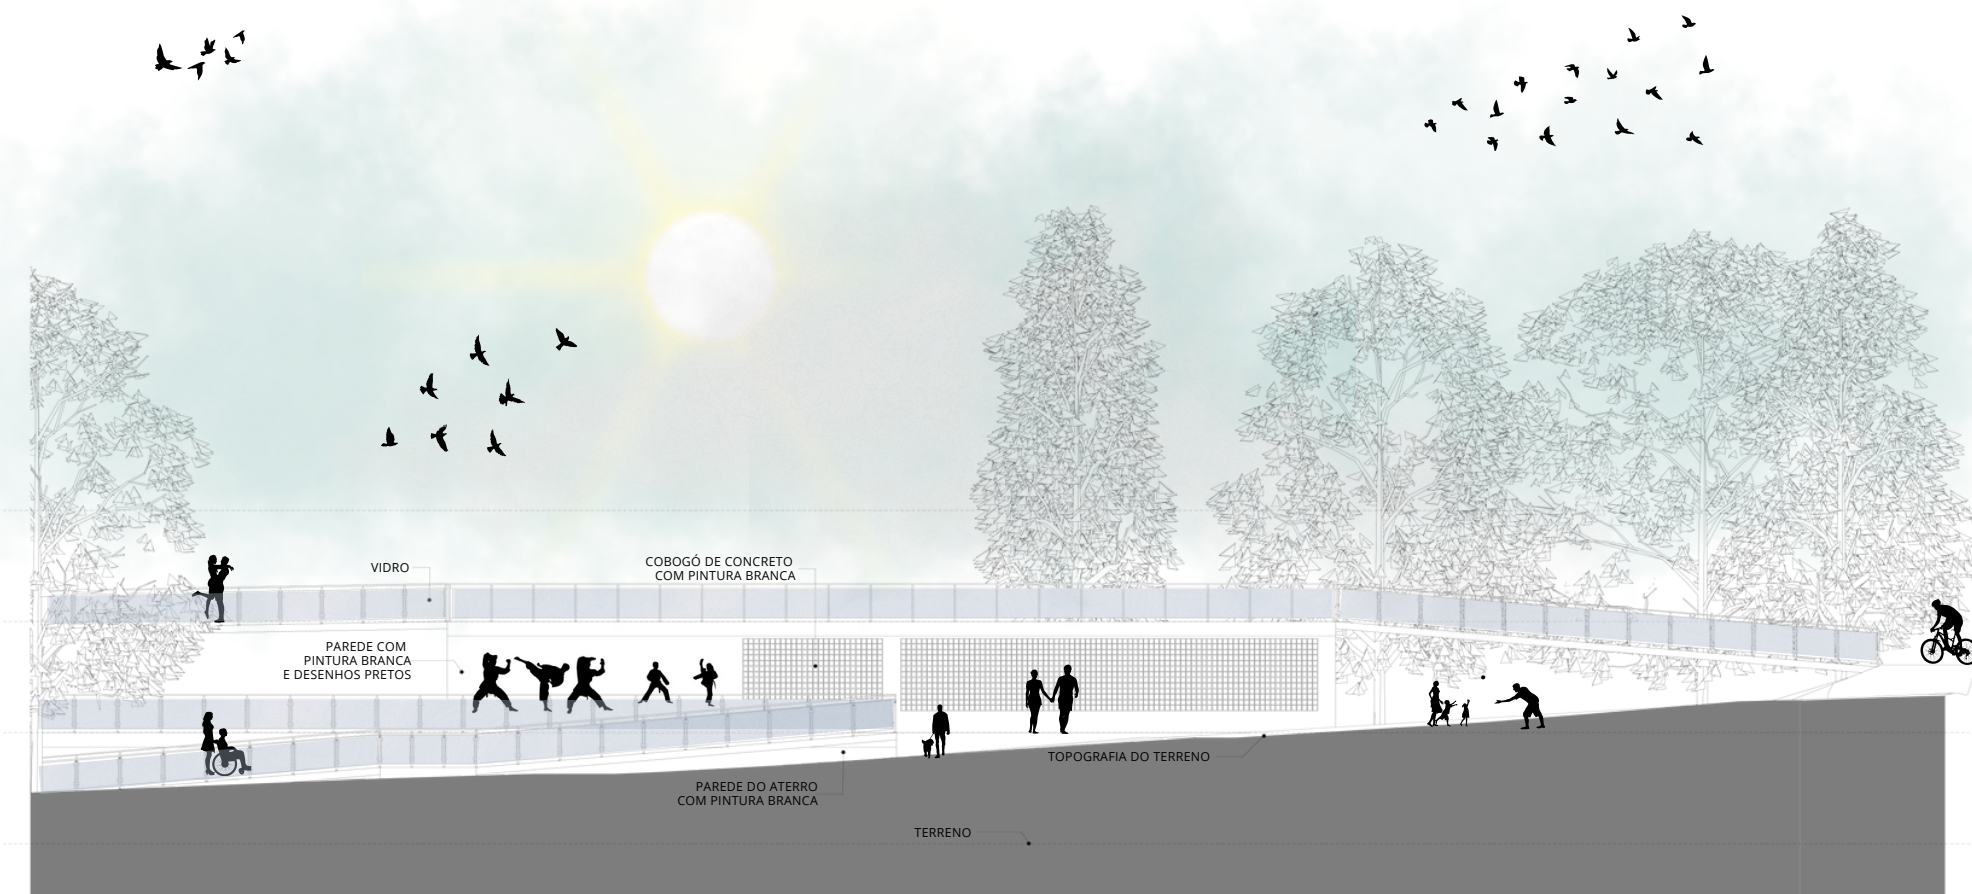 VIDRO
COBOGÓ DE CONCRETO
COM PINTURA BRANCA
PAREDE COM
PINTURA BRANCA
E DESENHOS PRETOS
TOPOGRAFIA DO TERRENO
PAREDE DO ATERRO
COM PINTURA BRANCA
TERRENO